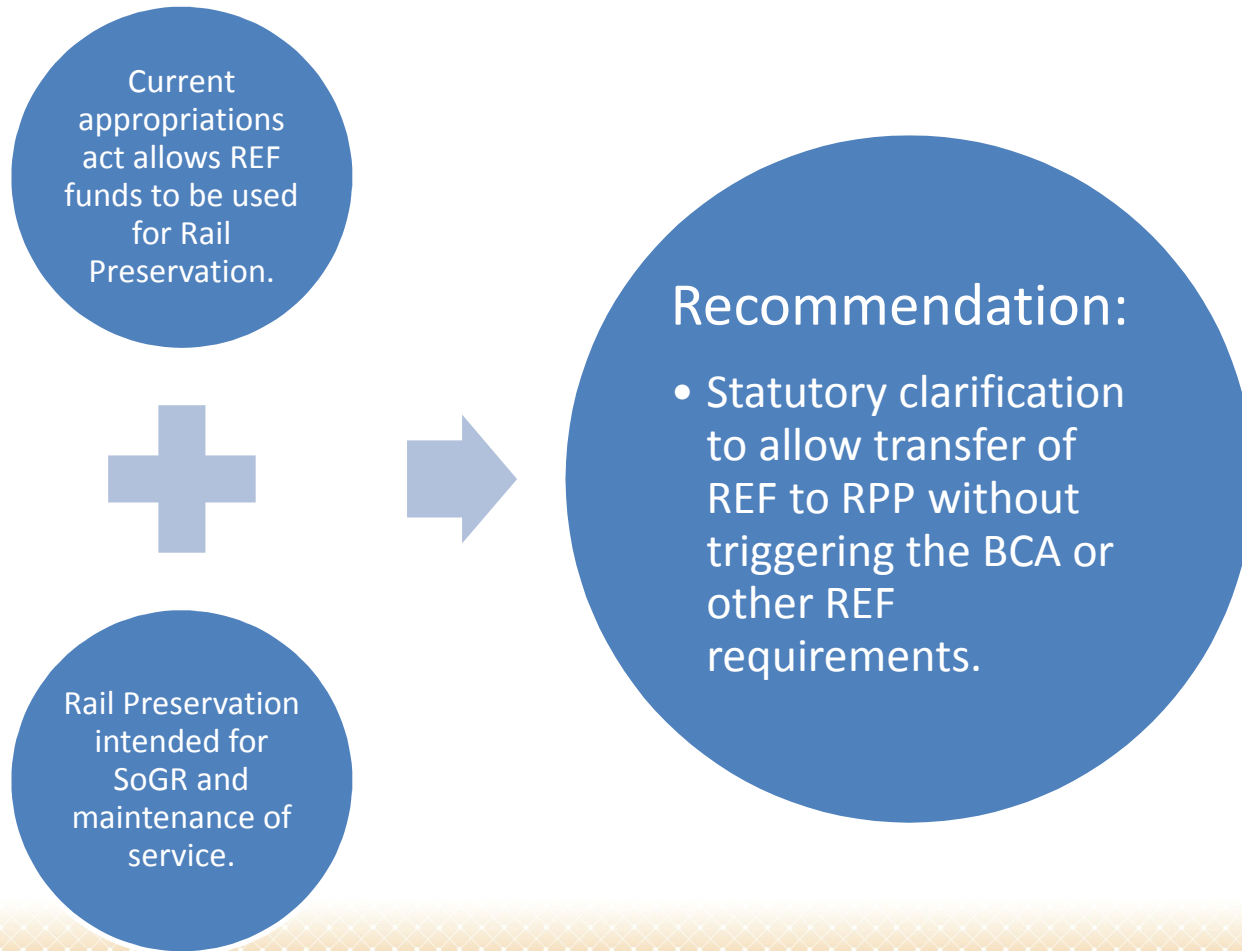 Current
appropriations
act allows REF
funds to be used
for Rail
Preservation.
Rail Preservation
intended for
SoGR and
maintenance of
service.
Recommendation:
• Statutory clarification
to allow transfer of
REF to RPP without
triggering the BCA or
other REF
requirements.